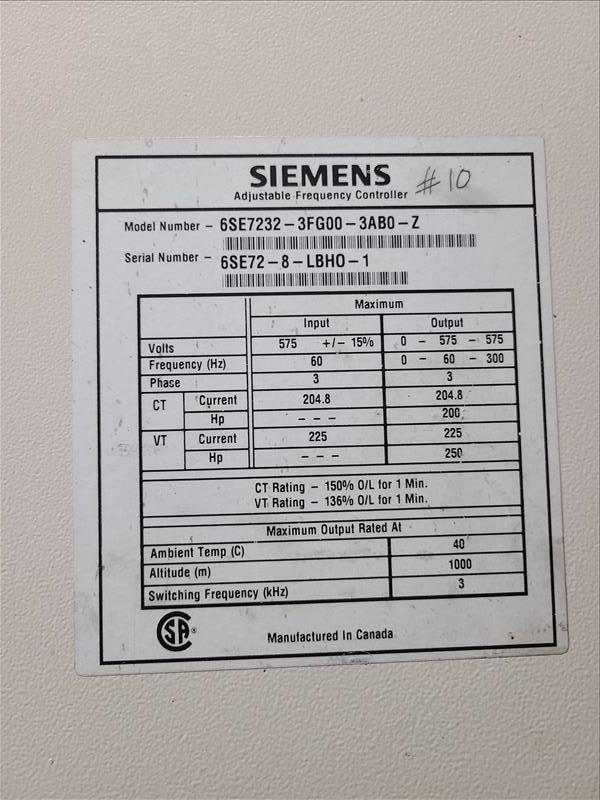 SIEMENS
Adjustable Frequency Controller
#10
Model Number - 6SE7232-3FG00-3AB0-Z
Serial Number - 6SE72-8-LBHO-1
Maximum
Input Output
Volts 575 +/- 15% 0 - 575 - 575
Frequency (Hz) 60 0 - 60 - 300
Phase 3 3
CT Current 204.8 204.8
Hp - - - 200
VT Current 225 225
Hp - - - 250
CT Rating - 150% O/L for 1 Min.
VT Rating - 136% O/L for 1 Min.
Maximum Output Rated At
Ambient Temp (C) 40
Altitude (m) 1000
Switching Frequency (kHz) 3
SA ®
Manufactured In Canada